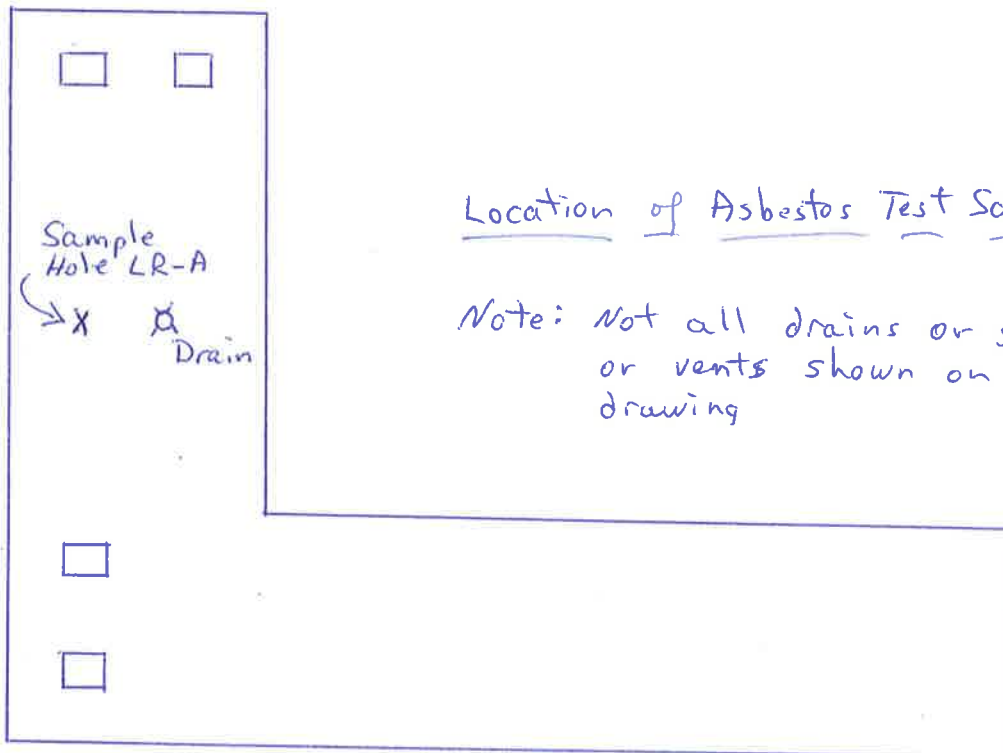 Location of Asbestos Test
Sample
Hole LR-A
X
Drain
Note: Not all drains or
or vents shown on
drawing